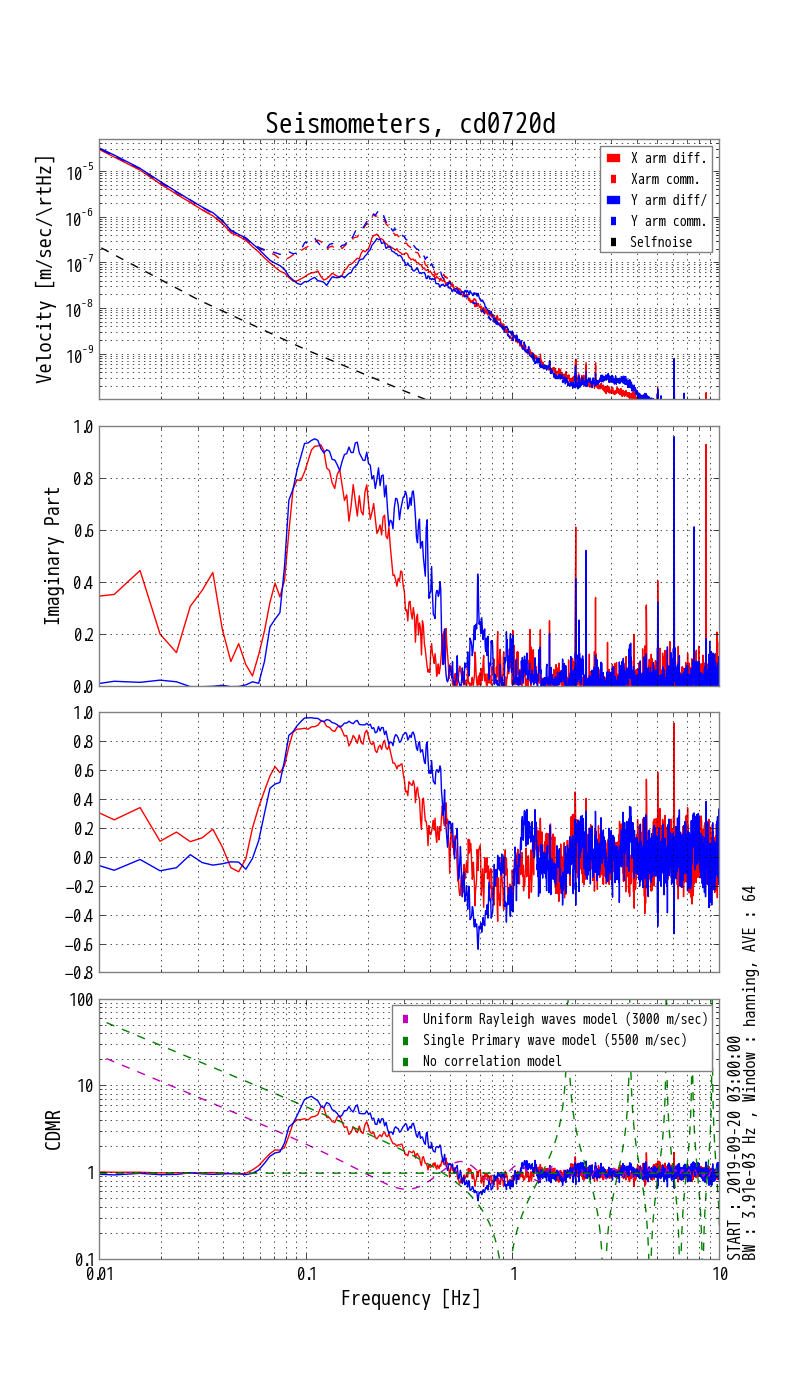 Seismometers, cd0720d
Velocity [m/sec/\rtHz]
10^-5
10^-6
10^-7
10^-8
10^-9
X arm diff.
Xarm comm.
Y arm diff/
Y arm comm.
Selfnoise
Imaginary Part
1.0
0.8
0.6
0.4
0.2
0.0
1.0
0.8
0.6
0.4
0.2
0.0
−0.2
−0.4
−0.6
−0.8
CDMR
100
10
1
0.1
Uniform Rayleigh waves model (3000 m/sec)
Single Primary wave model (5500 m/sec)
No correlation model
0.01 0.1 1 10
Frequency [Hz]
START : 2019-09-20 03:00:00
BW : 3.91e-03 Hz , Window : hanning, AVE : 64